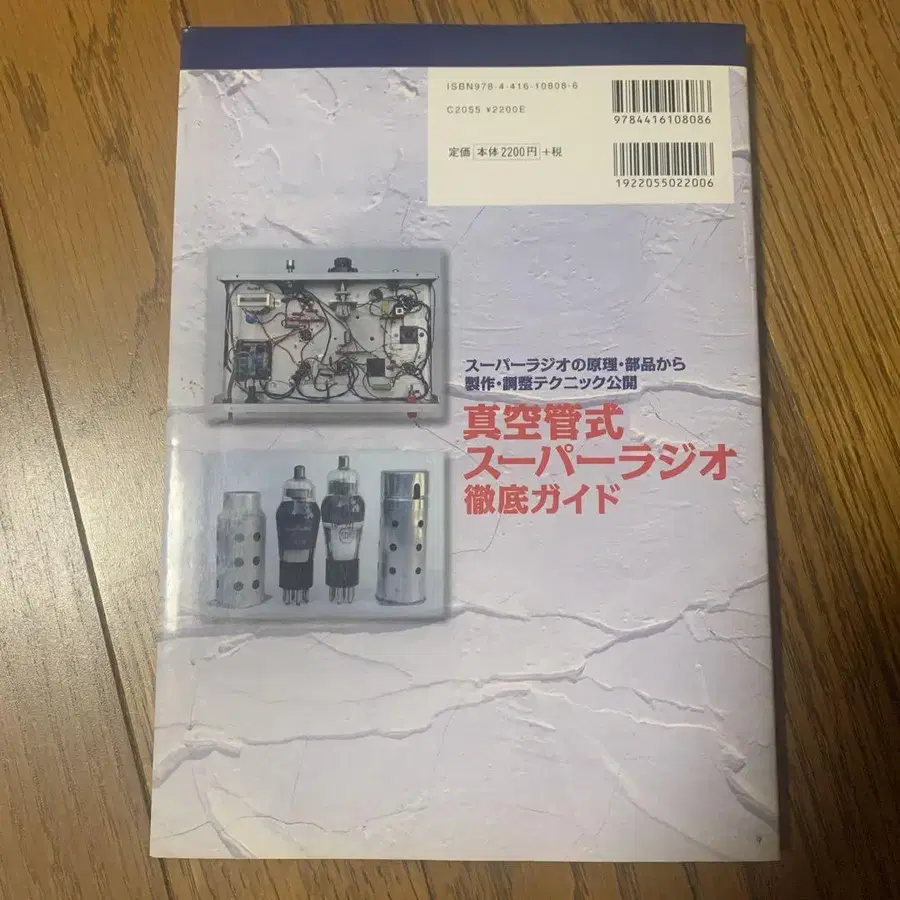 ISBN978-4-416-10808-6
C2055 ¥2200E
定価 本体2200円 +税
9784416108086
1922055022006
スーパーラジオの原理・部品から
製作・調整テクニック公開
真空管式
スーパーラジオ
徹底ガイド